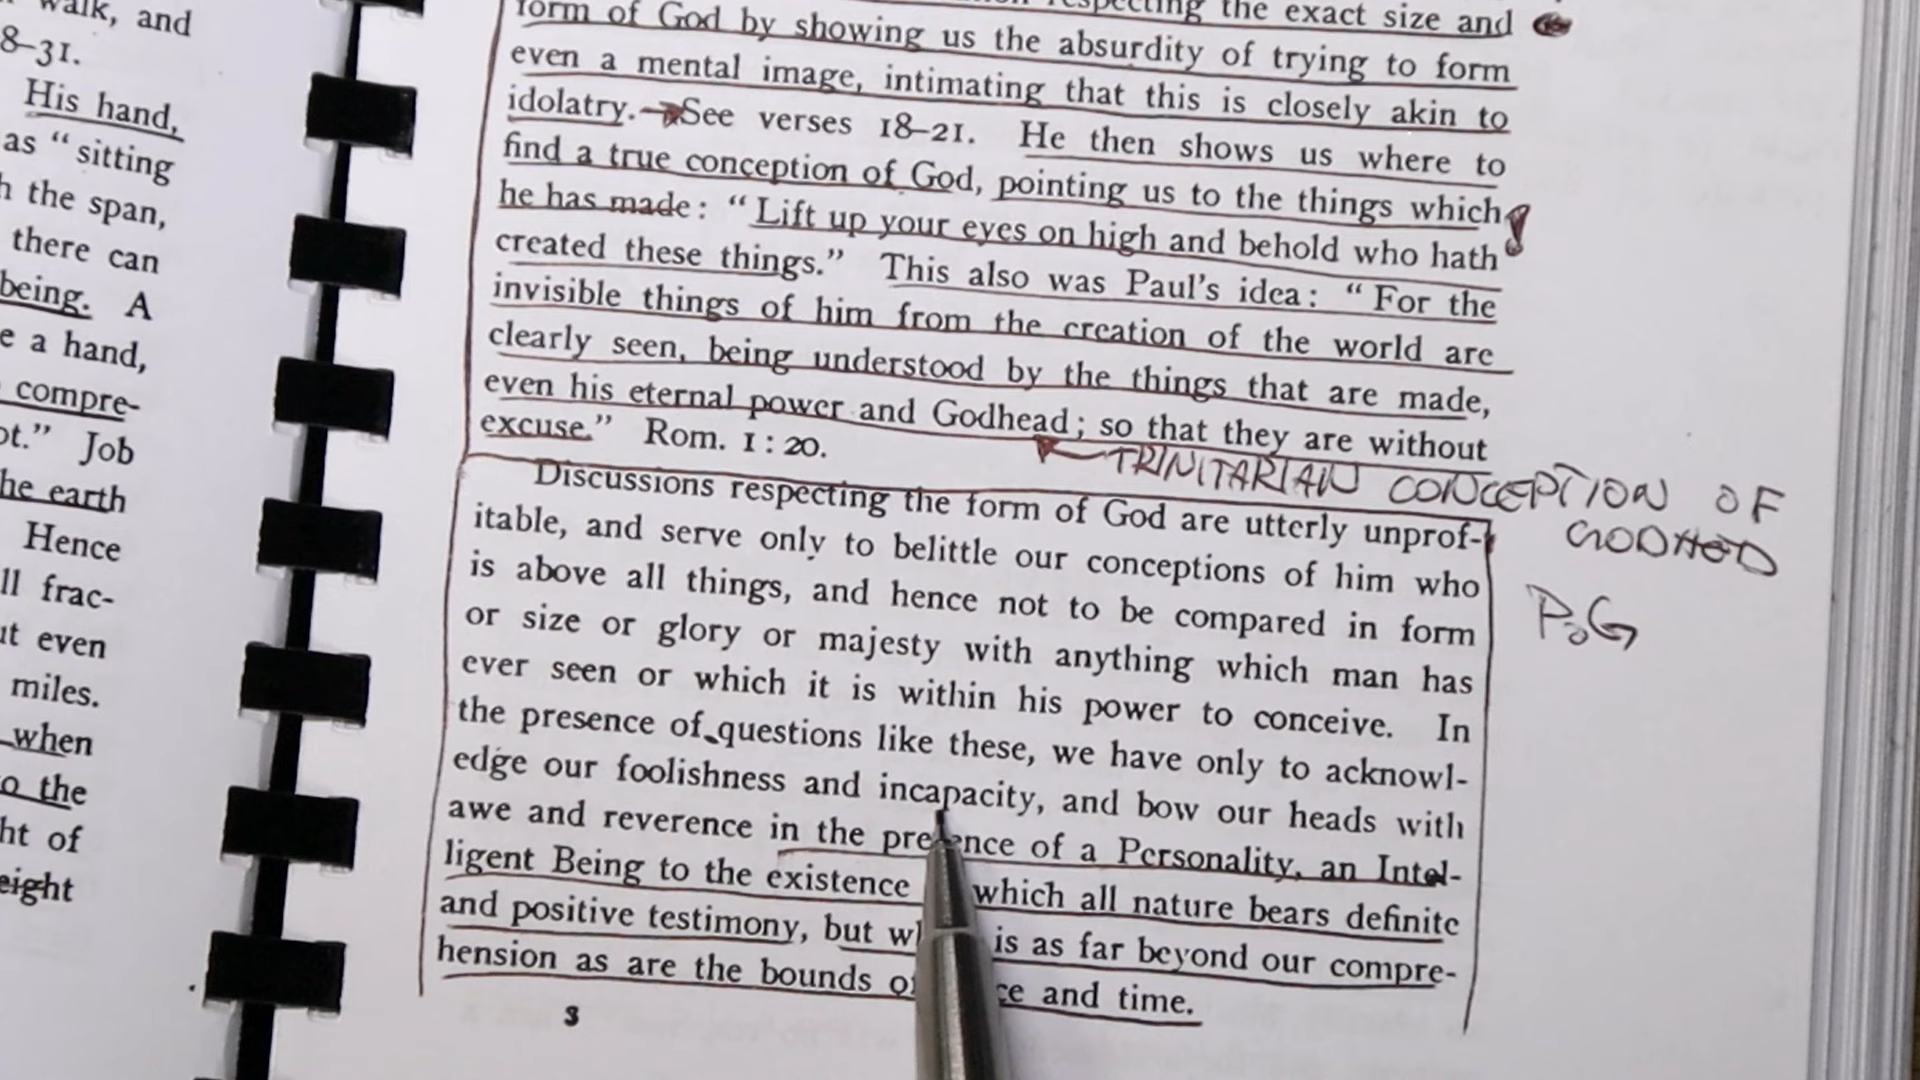 walk, and
8–31.
His hand,
as “sitting
the span,
there can
being. A
e a hand,
compre-
ot.” Job
he earth
Hence
ll frac-
ut even
miles.
when
o the
ht of
eight
respecting the exact size and
form of God by showing us the absurdity of trying to form
even a mental image, intimating that this is closely akin to
idolatry. See verses 18–21. He then shows us where to
find a true conception of God, pointing us to the things which
he has made: “Lift up your eyes on high and behold who hath
created these things.” This also was Paul’s idea: “For the
invisible things of him from the creation of the world are
clearly seen, being understood by the things that are made,
even his eternal power and Godhead; so that they are without
excuse.” Rom. 1:20.
TRINITARIAN CONCEPTION OF
GODHED
Discussions respecting the form of God are utterly unprof-
itable, and serve only to belittle our conceptions of him who
is above all things, and hence not to be compared in form
or size or glory or majesty with anything which man has
ever seen or which it is within his power to conceive. In
the presence of questions like these, we have only to acknowl-
edge our foolishness and incapacity, and bow our heads with
awe and reverence in the presence of a Personality, an Intel-
ligent Being to the existence which all nature bears definite
and positive testimony, but is as far beyond our compre-
hension as are the bounds and time.
PoG
3